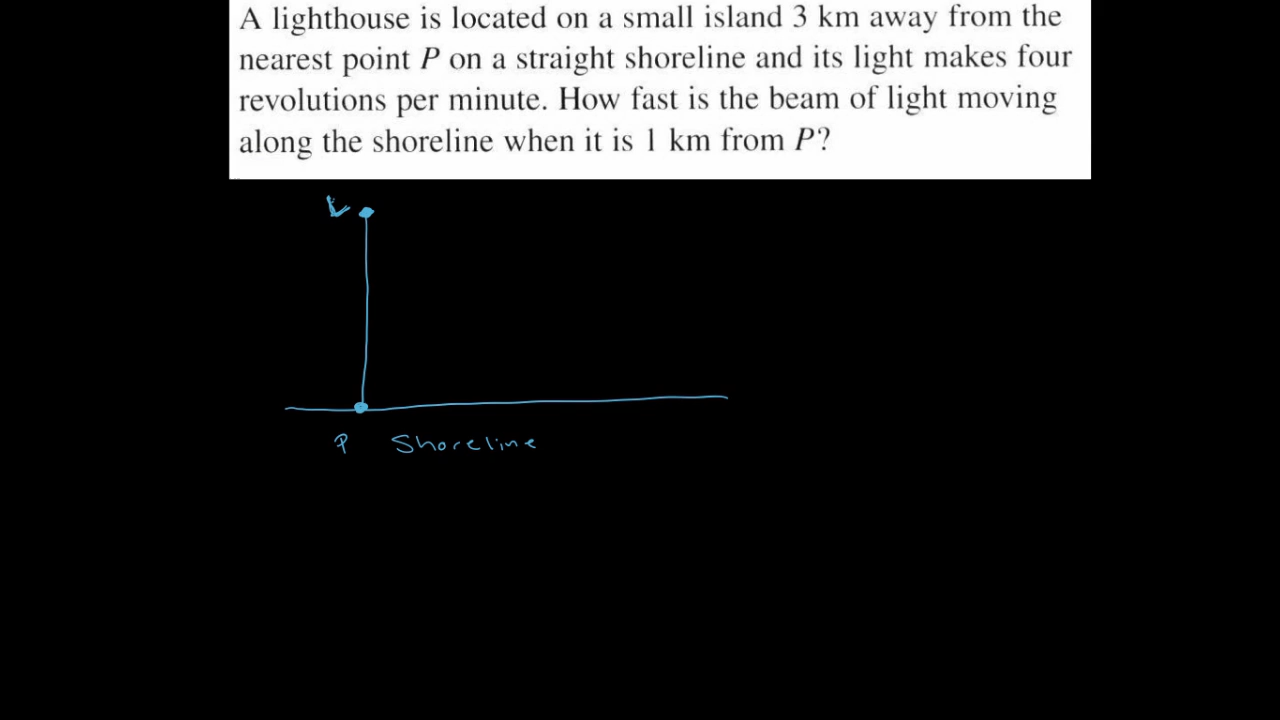 A lighthouse is located on a small island 3 km away from the
nearest point P on a straight shoreline and its light makes four
revolutions per minute. How fast is the beam of light moving
along the shoreline when it is 1 km from P?
L
P Shoreline